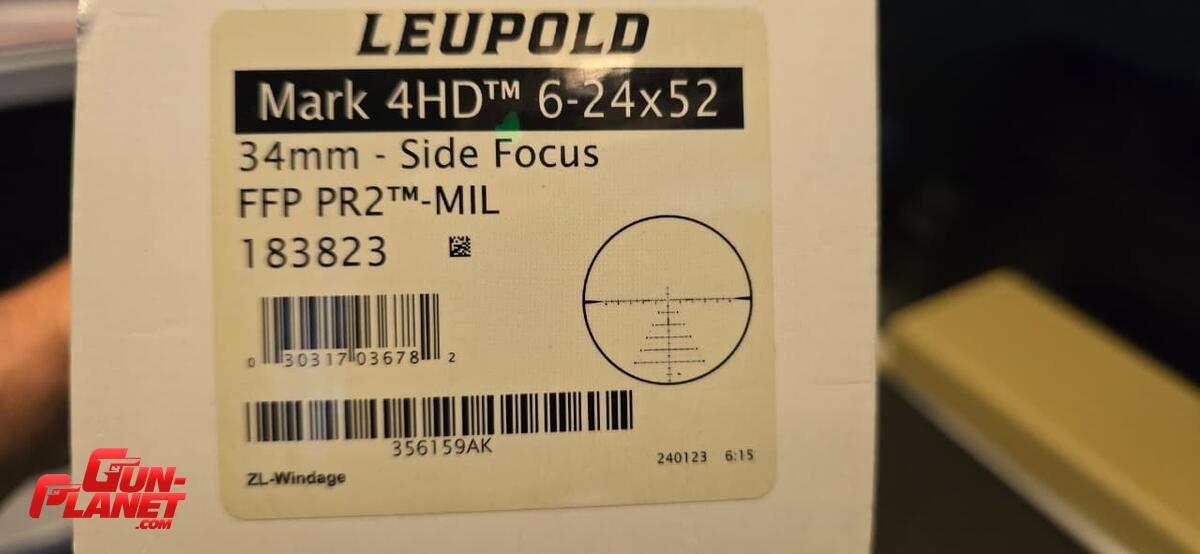 LEUPOLD
Mark 4HD™ 6-24x52
34mm - Side Focus
FFP PR2™-MIL
183823
0 30317 03678 2
356159AK
240123 6:15
ZL-Windage
GUN-PLANET.COM